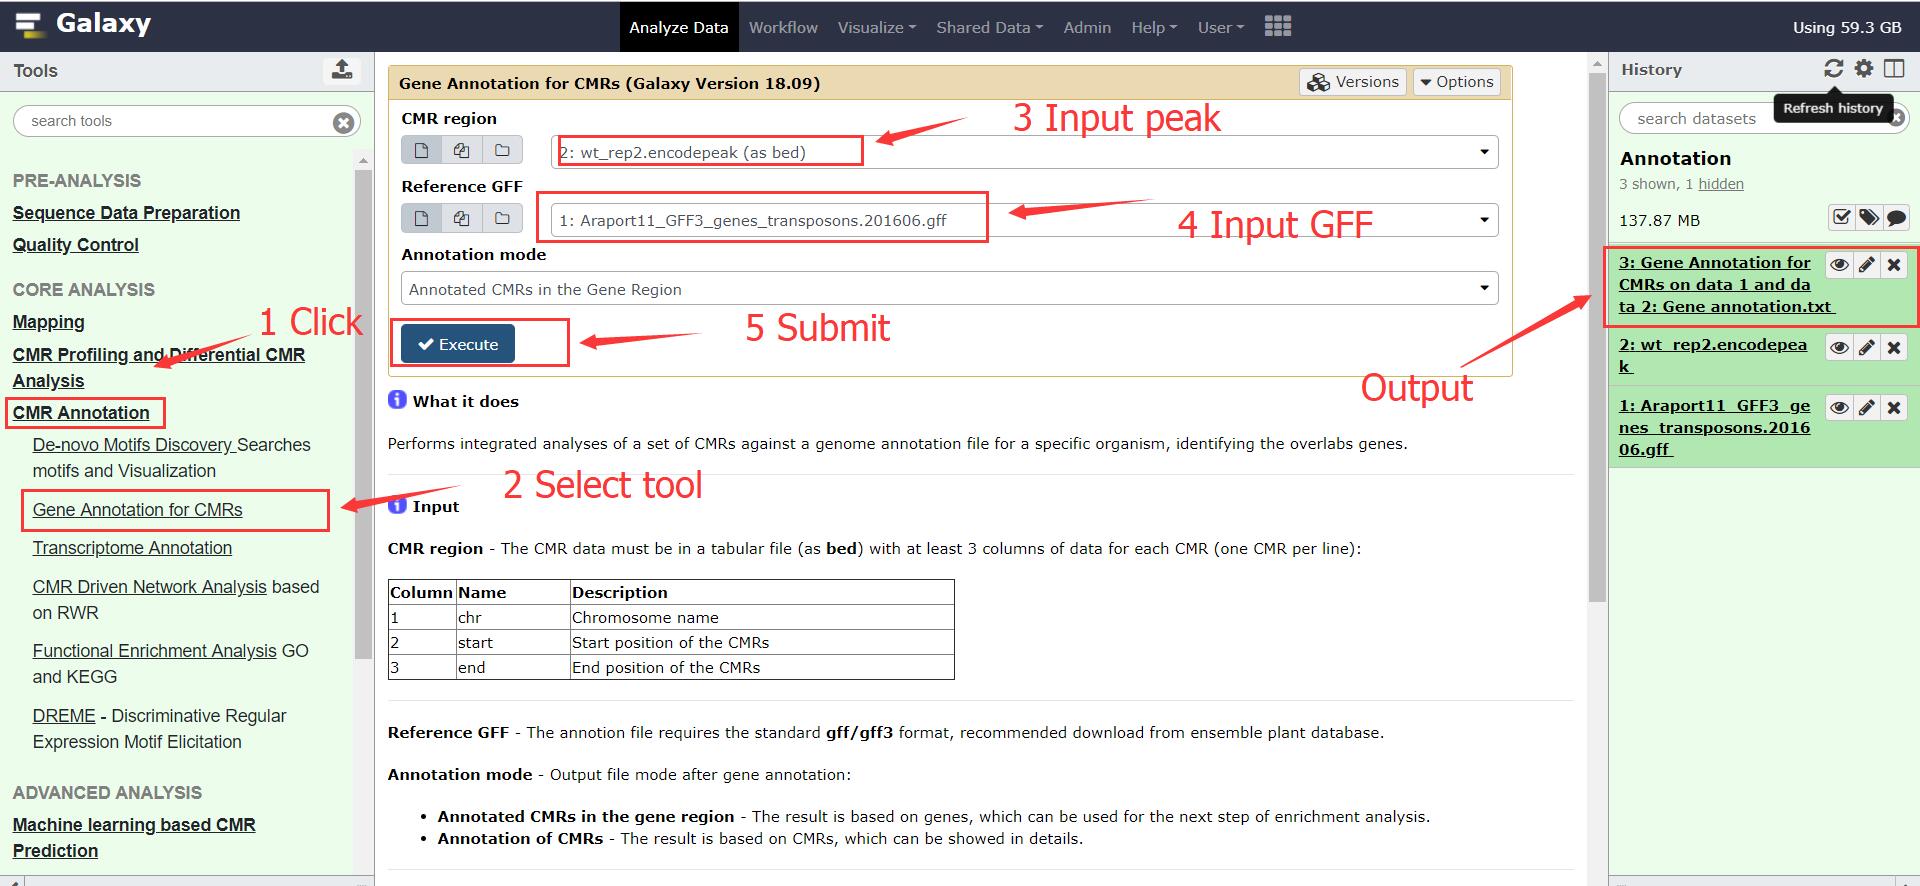 Galaxy
Analyze Data
Workflow
Visualize
Shared Data
Admin
Help
User
Using 59.3 GB
Tools
search tools
PRE-ANALYSIS
Sequence Data Preparation
Quality Control
CORE ANALYSIS
Mapping
1 Click
CMR Profiling and Differential CMR
Analysis
CMR Annotation
De-novo Motifs Discovery Searches
motifs and Visualization
Gene Annotation for CMRs
2 Select tool
Transcriptome Annotation
CMR Driven Network Analysis based
on RWR
Functional Enrichment Analysis GO
and KEGG
DREME - Discriminative Regular
Expression Motif Elicitation
ADVANCED ANALYSIS
Machine learning based CMR
Prediction
Gene Annotation for CMRs (Galaxy Version 18.09)
Versions
Options
CMR region
3 Input peak
2: wt_rep2.encodepeak (as bed)
Reference GFF
1: Araport11_GFF3_genes_transposons.201606.gff
4 Input GFF
Annotation mode
Annotated CMRs in the Gene Region
Execute
5 Submit
Output
What it does
Performs integrated analyses of a set of CMRs against a genome annotation file for a specific organism, identifying the overlabs genes.
Input
CMR region - The CMR data must be in a tabular file (as bed) with at least 3 columns of data for each CMR (one CMR per line):
Column Name Description
1 chr Chromosome name
2 start Start position of the CMRs
3 end End position of the CMRs
Reference GFF - The annotion file requires the standard gff/gff3 format, recommended download from ensemble plant database.
Annotation mode - Output file mode after gene annotation:
• Annotated CMRs in the gene region - The result is based on genes, which can be used for the next step of enrichment analysis.
• Annotation of CMRs - The result is based on CMRs, which can be showed in details.
History
Refresh history
search datasets
Annotation
3 shown, 1 hidden
137.87 MB
3: Gene Annotation for
CMRs on data 1 and da
ta 2: Gene annotation.txt
2: wt_rep2.encodepea
k
1: Araport11_GFF3_ge
nes_transposons.2016
06.gff